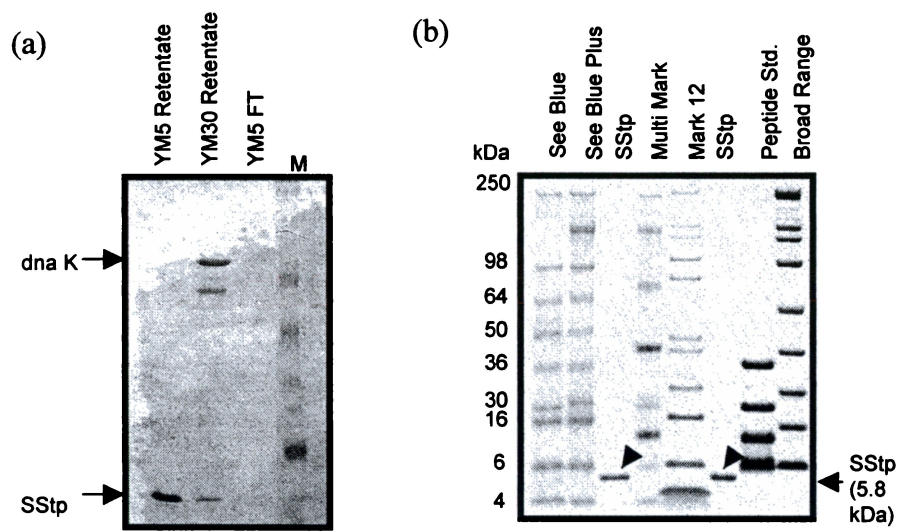 (a)
YM5 Retentate
YM30 Retentate
YM5 FT
M
dna K
SStp
(b)
kDa
See Blue
See Blue Plus
SStp
Multi Mark
Mark 12
SStp
Peptide Std.
Broad Range
250
98
64
50
36
30
16
6
4
SStp
(5.8
kDa)